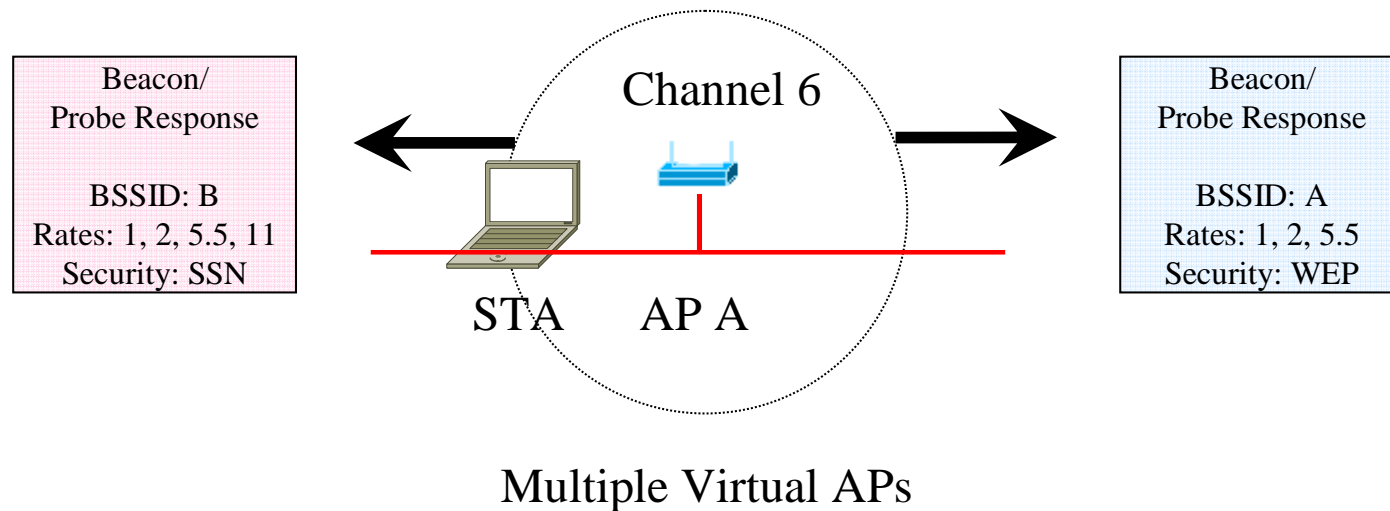 Beacon/
Probe Response
BSSID: B
Rates: 1, 2, 5.5, 11
Security: SSN
Channel 6
STA
AP A
Beacon/
Probe Response
BSSID: A
Rates: 1, 2, 5.5
Security: WEP
Multiple Virtual APs